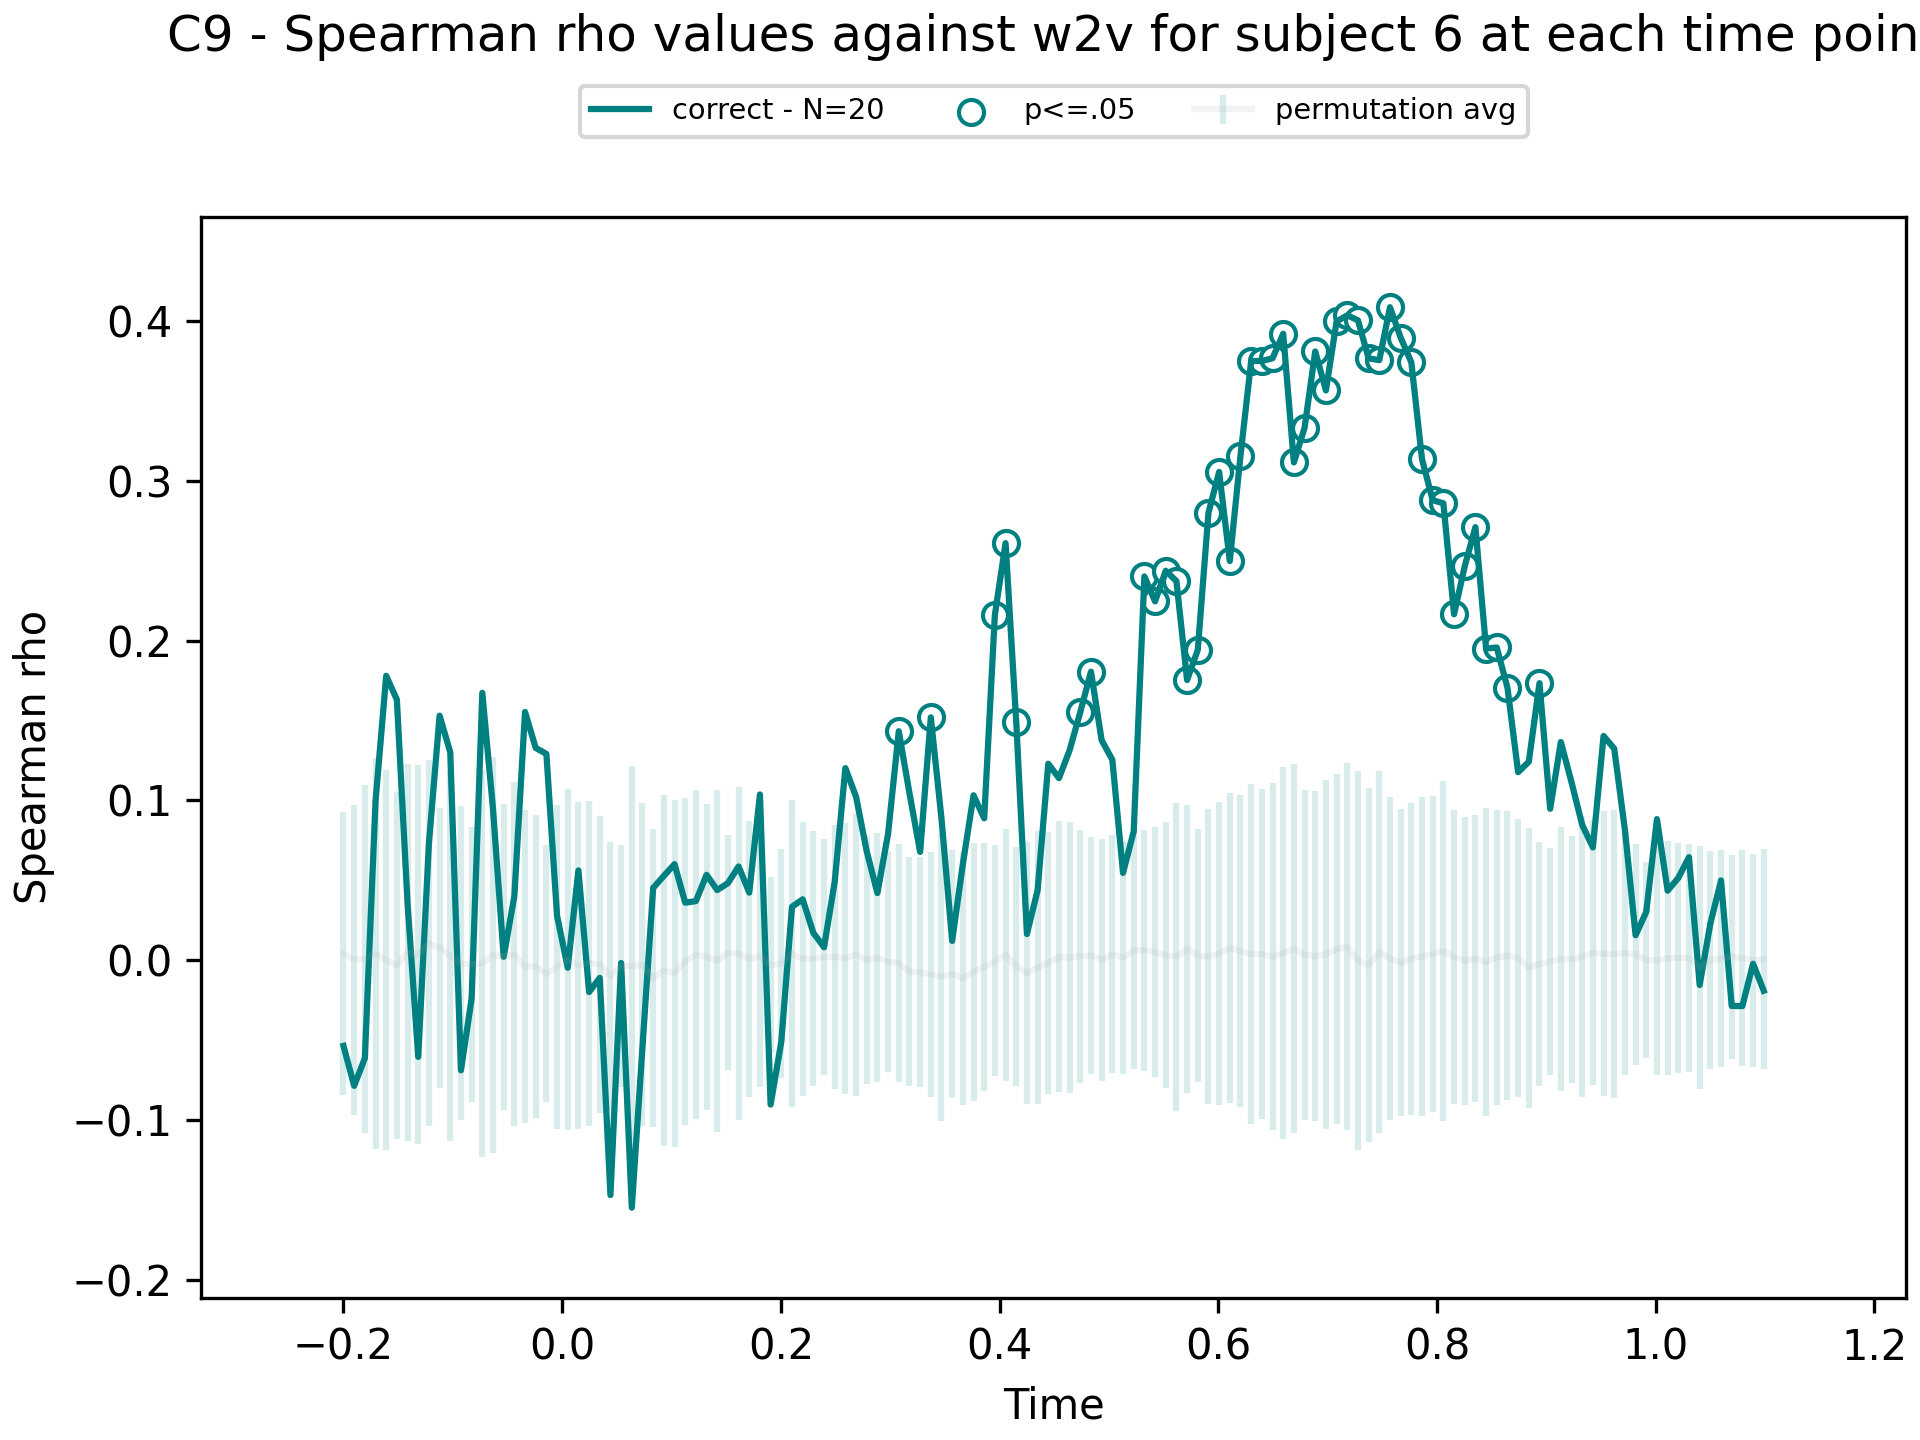 C9 - Spearman rho values against w2v for subject 6 at each time poin
correct - N=20 p<=.05 permutation avg
0.4
0.3
0.2
0.1
0.0
−0.1
−0.2
Spearman rho
−0.2 0.0 0.2 0.4 0.6 0.8 1.0 1.2
Time